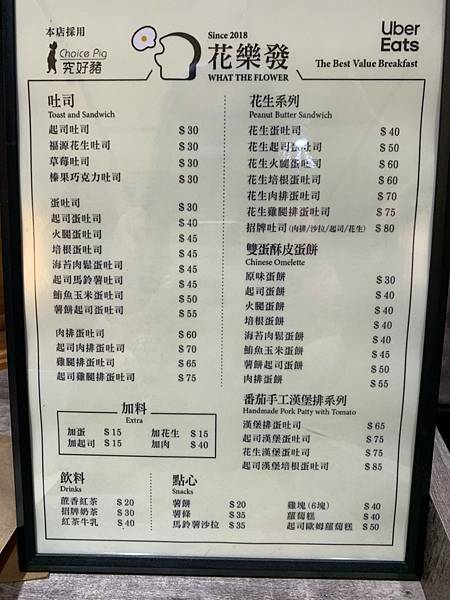 本店採用
Choice Pig
究好豬
Since 2018
花樂發
WHAT THE FLOWER
Uber
Eats
The Best Value Breakfast
吐司
Toast and Sandwich
起司吐司 $ 30
福源花生吐司 $ 30
草莓吐司 $ 30
榛果巧克力吐司 $ 30
蛋吐司 $ 30
起司蛋吐司 $ 40
火腿蛋吐司 $ 45
培根蛋吐司 $ 45
海苔肉鬆蛋吐司 $ 45
起司馬鈴薯吐司 $ 45
鮪魚玉米蛋吐司 $ 50
薯餅起司蛋吐司 $ 55
肉排蛋吐司 $ 60
起司肉排蛋吐司 $ 70
雞腿排蛋吐司 $ 65
起司雞腿排蛋吐司 $ 75
加料
Extra
加蛋 $ 15 加花生 $ 15
加起司 $ 15 加肉 $ 40
花生系列
Peanut Butter Sandwich
花生蛋吐司 $ 40
花生起司蛋吐司 $ 50
花生火腿蛋吐司 $ 60
花生培根蛋吐司 $ 60
花生肉排蛋吐司 $ 70
花生雞腿排蛋吐司 $ 75
招牌吐司(肉排/沙拉/起司/花生) $ 80
雙蛋酥皮蛋餅
Chinese Omelette
原味蛋餅 $ 30
起司蛋餅 $ 40
火腿蛋餅 $ 40
培根蛋餅 $ 40
海苔肉鬆蛋餅 $ 40
鮪魚玉米蛋餅 $ 45
薯餅起司蛋餅 $ 50
肉排蛋餅 $ 55
番茄手工漢堡排系列
Handmade Pork Patty with Tomato
漢堡排蛋吐司 $ 65
起司漢堡蛋吐司 $ 75
花生漢堡蛋吐司 $ 75
起司漢堡培根蛋吐司 $ 85
飲料
Drinks
蔗香紅茶 $ 20
招牌奶茶 $ 30
紅茶牛乳 $ 40
點心
Snacks
薯餅 $ 20 雞塊(6塊) $ 40
薯條 $ 35 蘿蔔糕 $ 40
馬鈴薯沙拉 $ 35 起司歐姆蘿蔔糕 $ 50